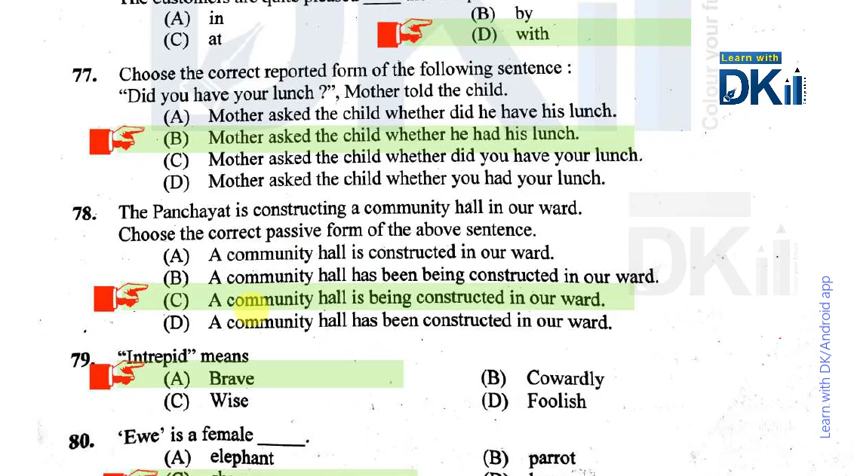 (A) in
(B) by
(C) at
(D) with
77. Choose the correct reported form of the following sentence :
“Did you have your lunch ?”, Mother told the child.
(A) Mother asked the child whether did he have his lunch.
(B) Mother asked the child whether he had his lunch.
(C) Mother asked the child whether did you have your lunch.
(D) Mother asked the child whether you had your lunch.
78. The Panchayat is constructing a community hall in our ward.
Choose the correct passive form of the above sentence.
(A) A community hall is constructed in our ward.
(B) A community hall has been being constructed in our ward.
(C) A community hall is being constructed in our ward.
(D) A community hall has been constructed in our ward.
79. “Intrepid” means
(A) Brave
(B) Cowardly
(C) Wise
(D) Foolish
80. ‘Ewe’ is a female ______.
(A) elephant
(B) parrot
Learn with
DK
Colour your fu
DK
Learn with DK/Android app